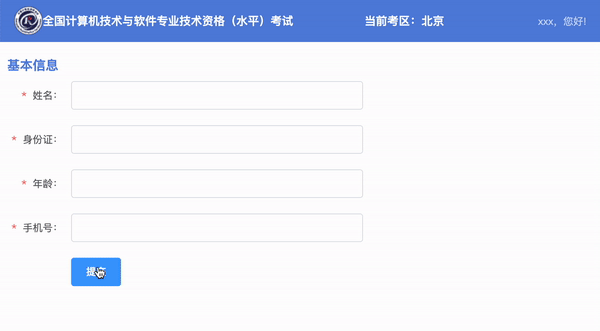 全国计算机技术与软件专业技术资格（水平）考试 当前考区：北京 xxx，您好!
基本信息
* 姓名：
* 身份证：
* 年龄：
* 手机号：
提交